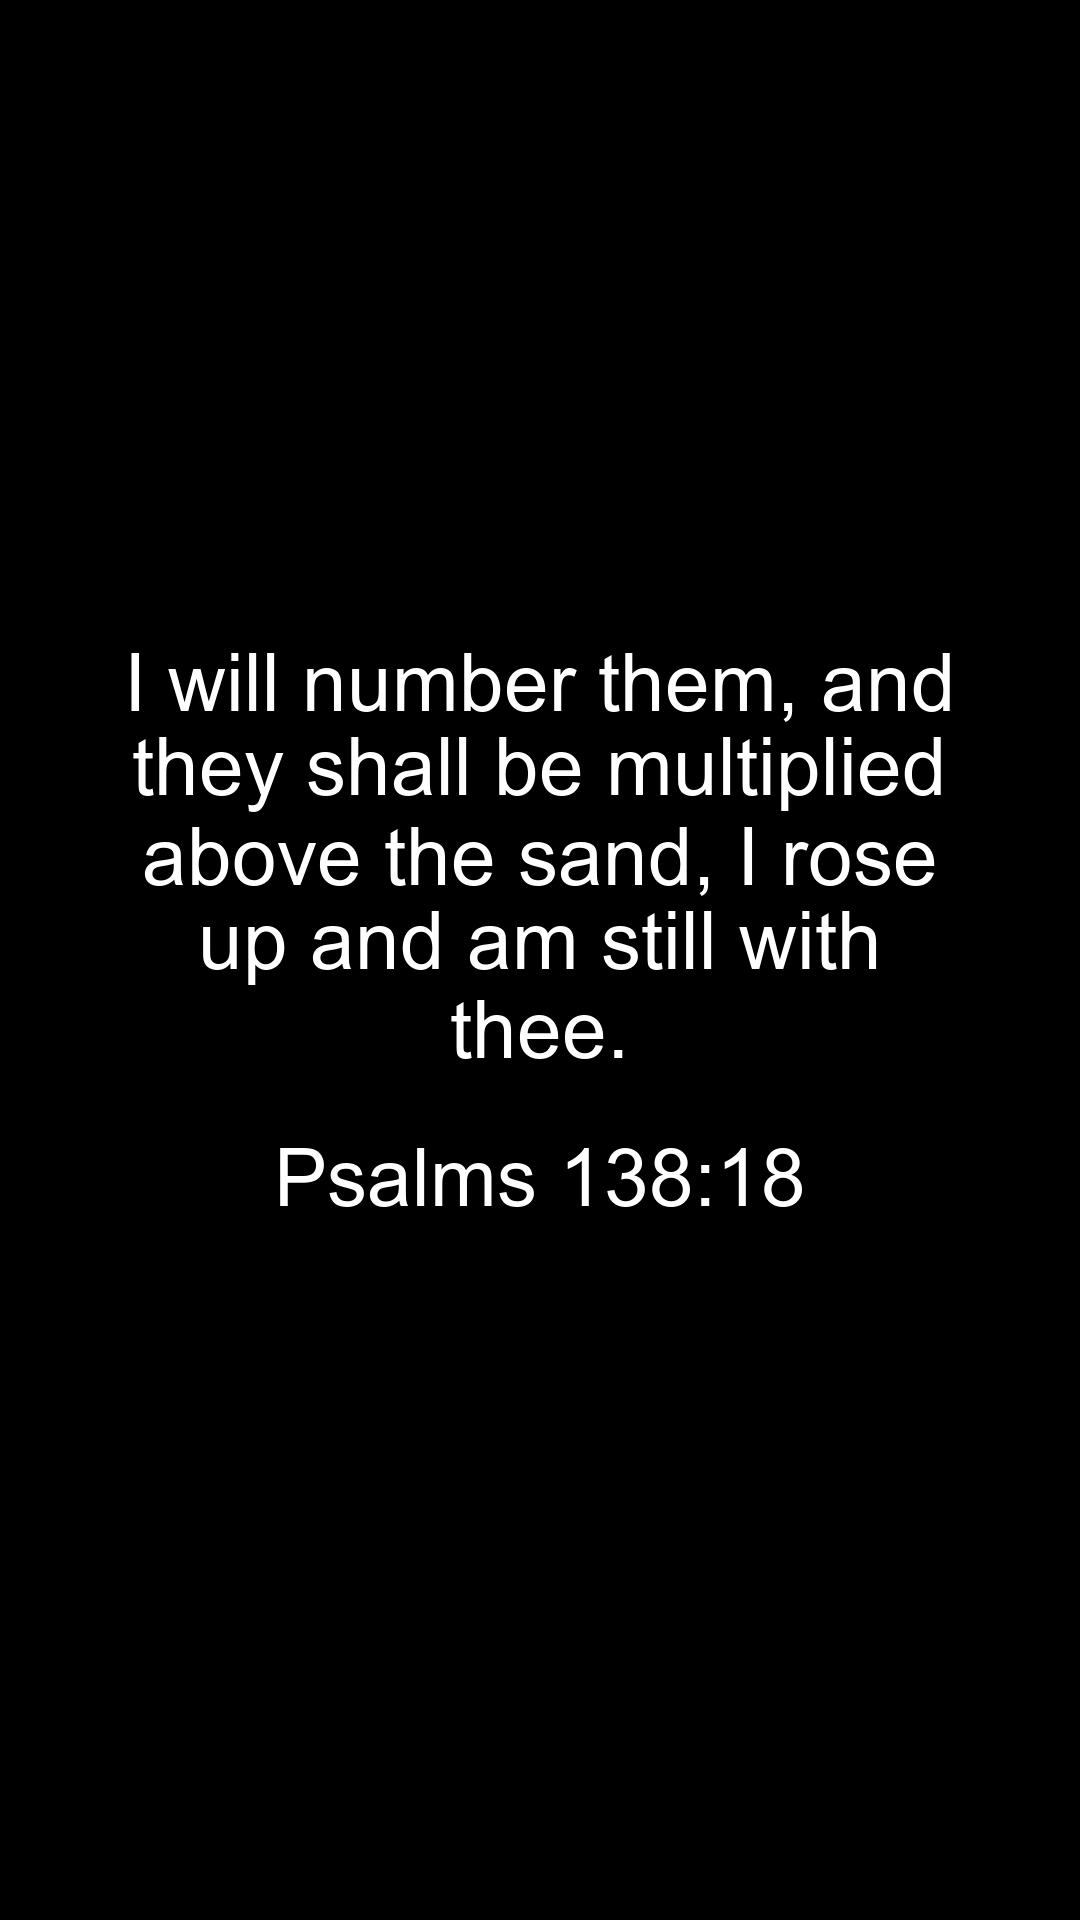 I will number them, and
they shall be multiplied
above the sand, I rose
up and am still with
thee.
Psalms 138:18